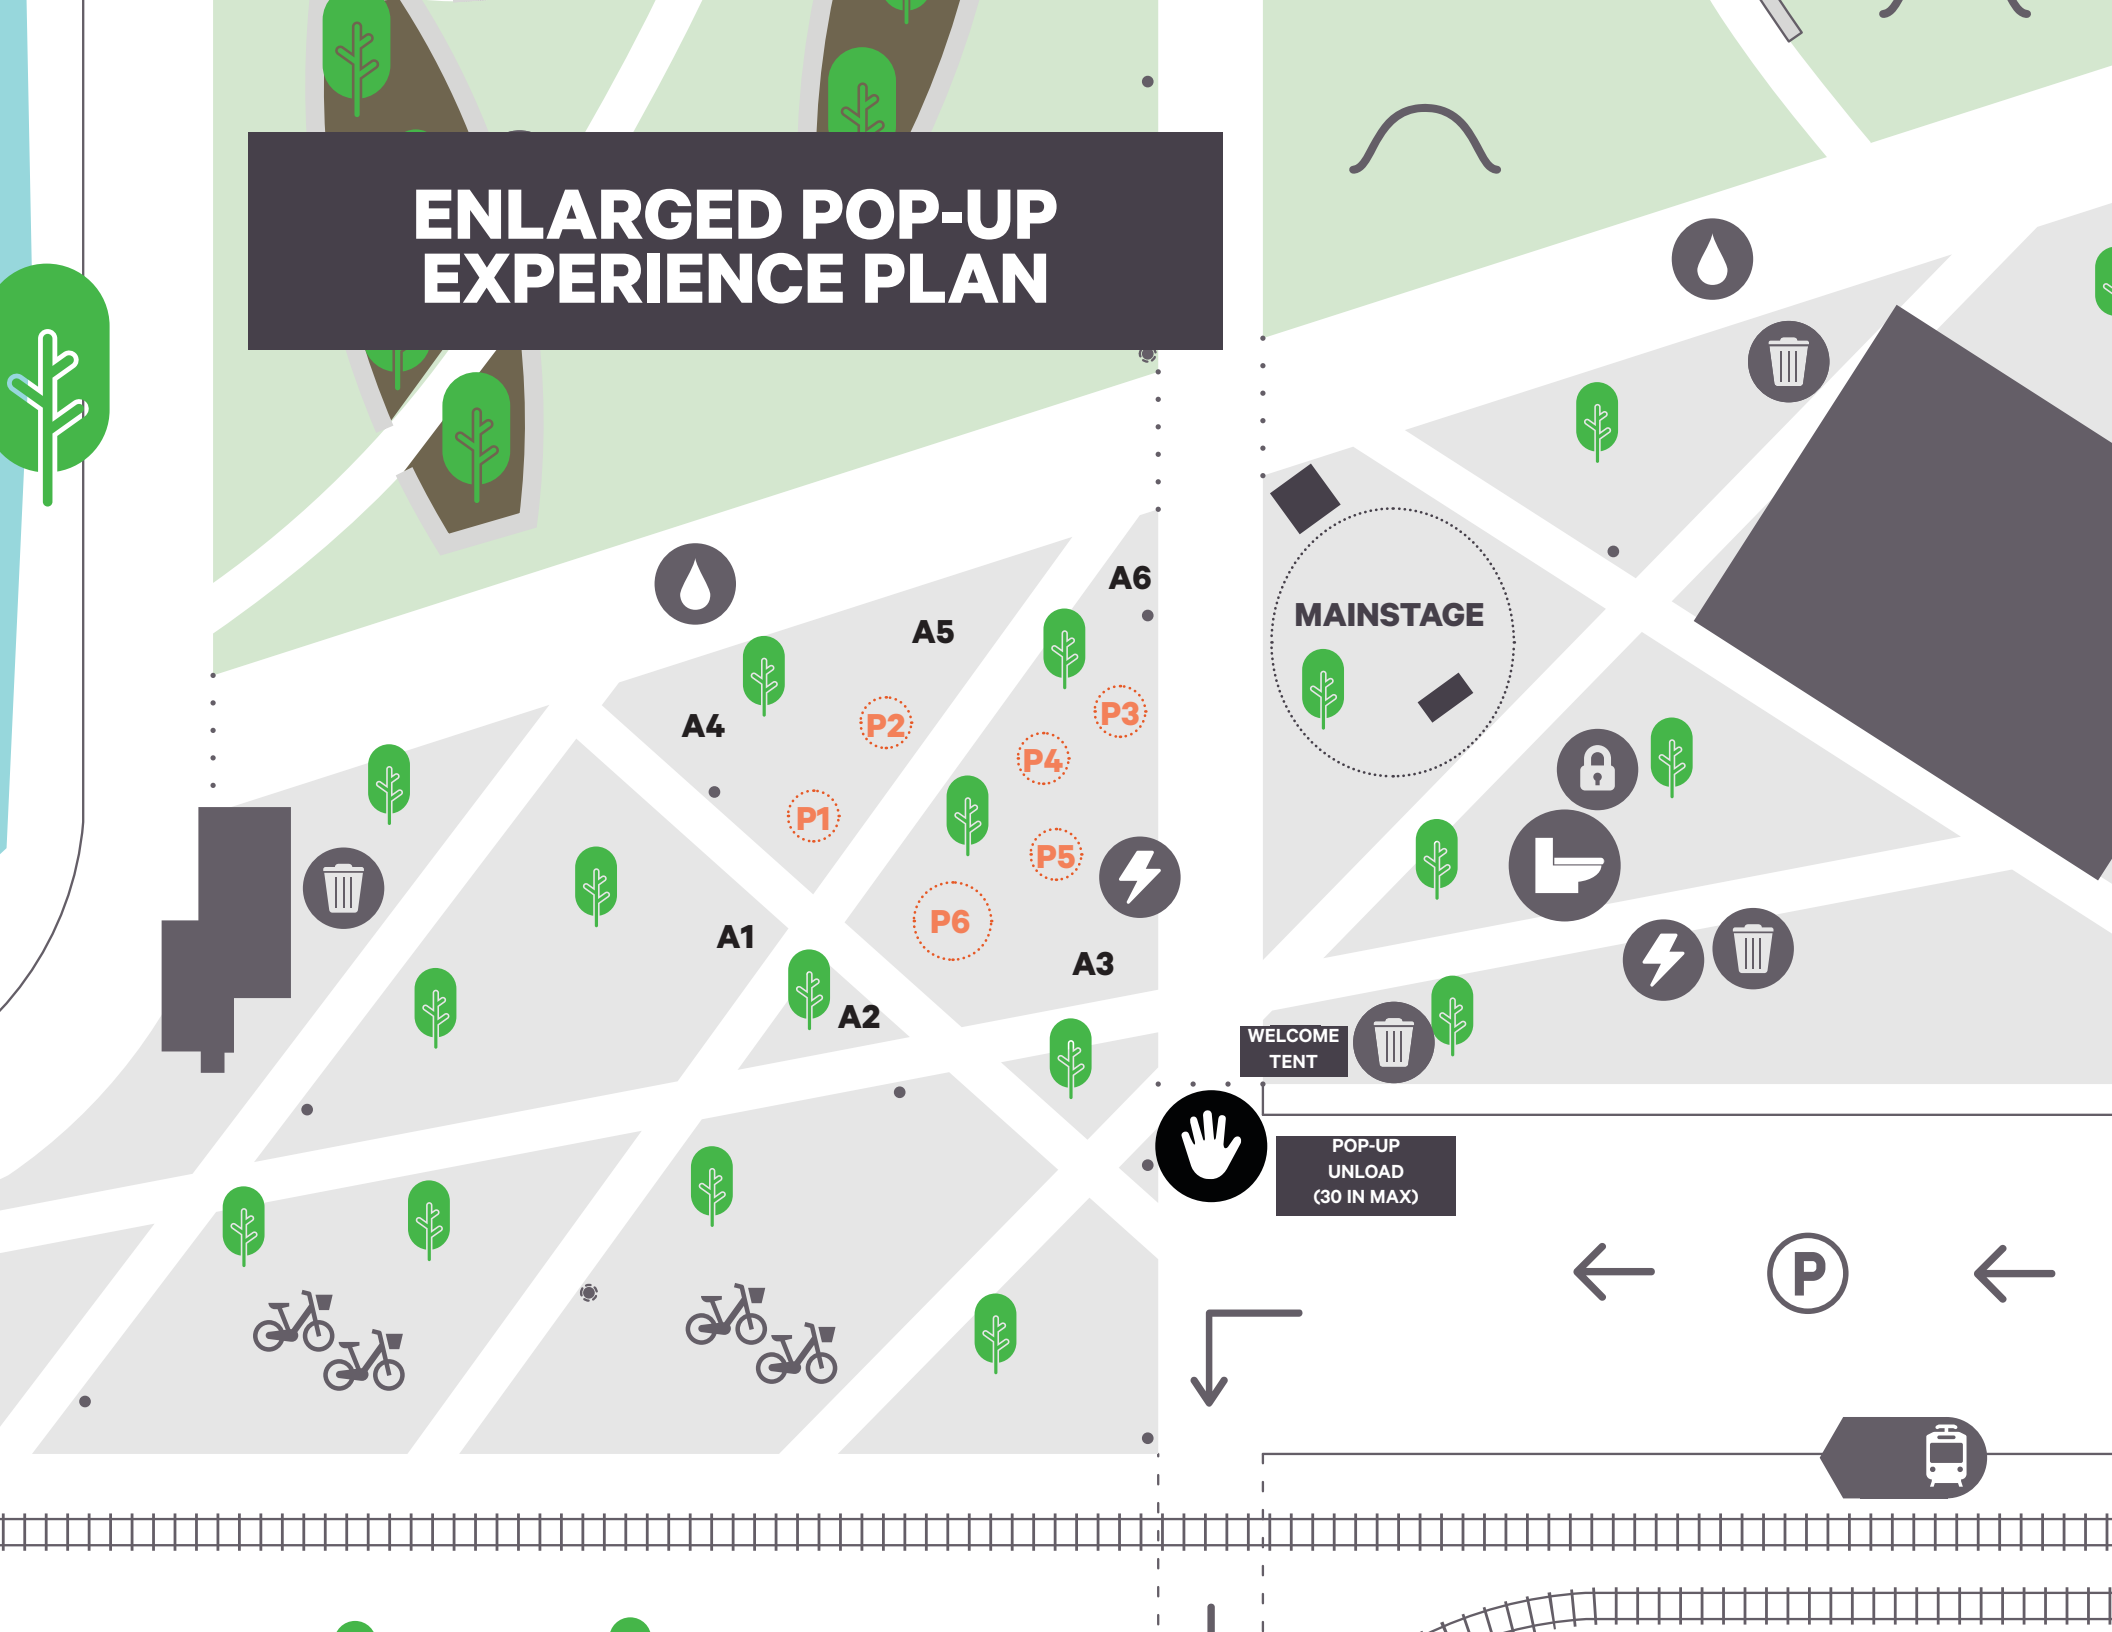 ENLARGED POP-UP
EXPERIENCE PLAN
A6
MAINSTAGE
A5
A4
P2
P3
P4
P1
P5
P6
A1
A3
A2
WELCOME
TENT
POP-UP
UNLOAD
(30 IN MAX)
P